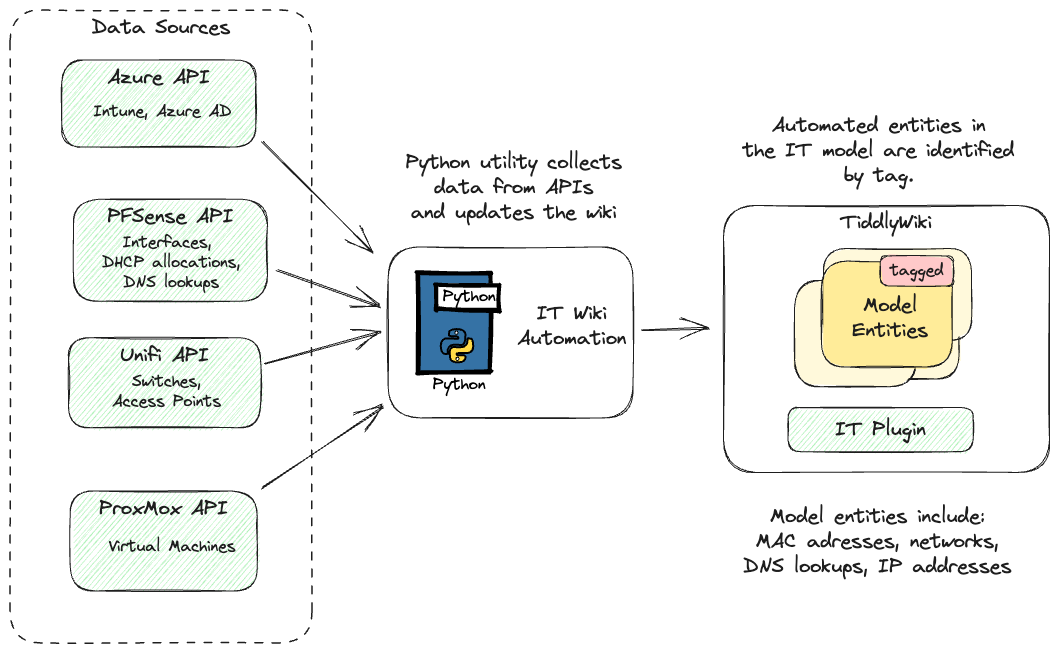 Data Sources
Azure API
Intune, Azure AD
PFSense API
Interfaces,
DHCP allocations,
DNS lookups
Unifi API
Switches,
Access Points
ProxMox API
Virtual Machines
Python utility collects
data from APIs
and updates the wiki
Python
Python
IT Wiki
Automation
Automated entities in
the IT model are identified
by tag.
TiddlyWiki
tagged
Model
Entities
IT Plugin
Model entities include:
MAC adresses, networks,
DNS lookups, IP addresses